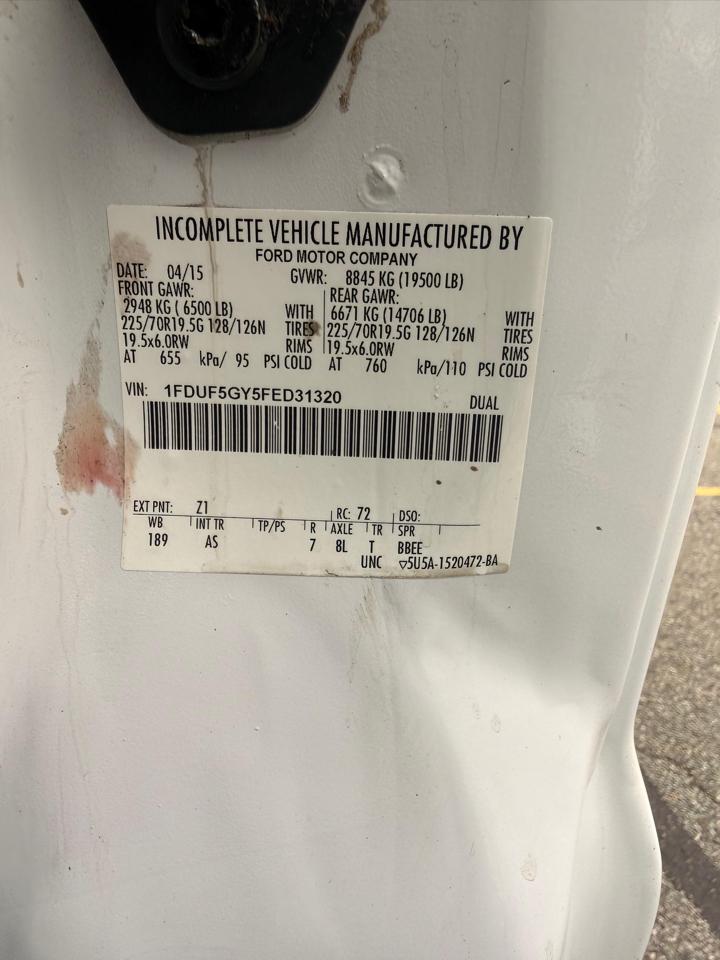 INCOMPLETE VEHICLE MANUFACTURED BY
FORD MOTOR COMPANY
DATE: 04/15 GVWR: 8845 KG (19500 LB)
FRONT GAWR: REAR GAWR:
2948 KG ( 6500 LB) WITH 6671 KG (14706 LB) WITH
225/70R19.5G 128/126N TIRES 225/70R19.5G 128/126N TIRES
19.5x6.0RW RIMS 19.5x6.0RW RIMS
AT 655 kPa/ 95 PSI COLD AT 760 kPa/110 PSI COLD
VIN: 1FDUF5GY5FED31320 DUAL
EXT PNT: Z1 RC: 72 DSO:
WB INT TR TP/PS R AXLE TR SPR
189 AS 7 8L T BBEE
UNC ▽5U5A-1520472-BA